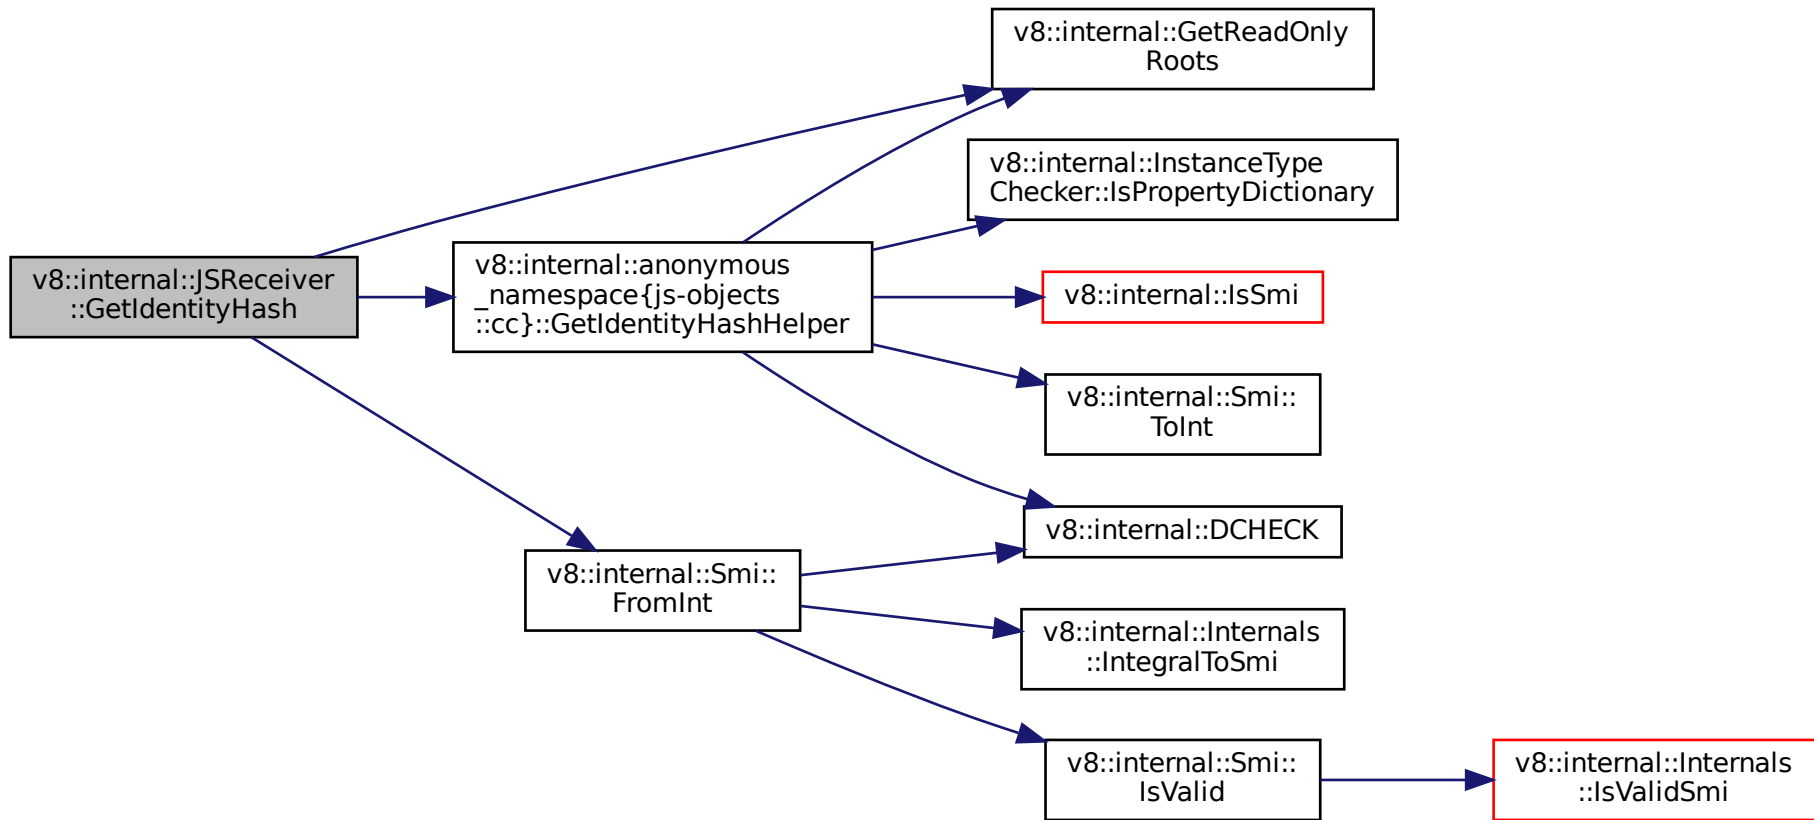 v8::internal::GetReadOnly
Roots
v8::internal::InstanceType
Checker::IsPropertyDictionary
v8::internal::JSReceiver
::GetIdentityHash
v8::internal::anonymous
_namespace{js-objects
::cc}::GetIdentityHashHelper
v8::internal::IsSmi
v8::internal::Smi::
ToInt
v8::internal::DCHECK
v8::internal::Smi::
FromInt
v8::internal::Internals
::IntegralToSmi
v8::internal::Smi::
IsValid
v8::internal::Internals
::IsValidSmi